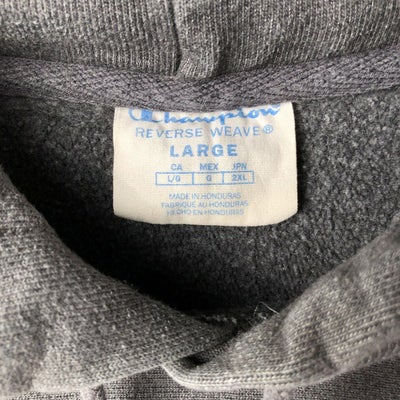 Champion
REVERSE WEAVE®
LARGE
CA MEX JPN
L/G G 2XL
MADE IN HONDURAS
FABRIQUÉ AU HONDURAS
HECHO EN HONDURAS